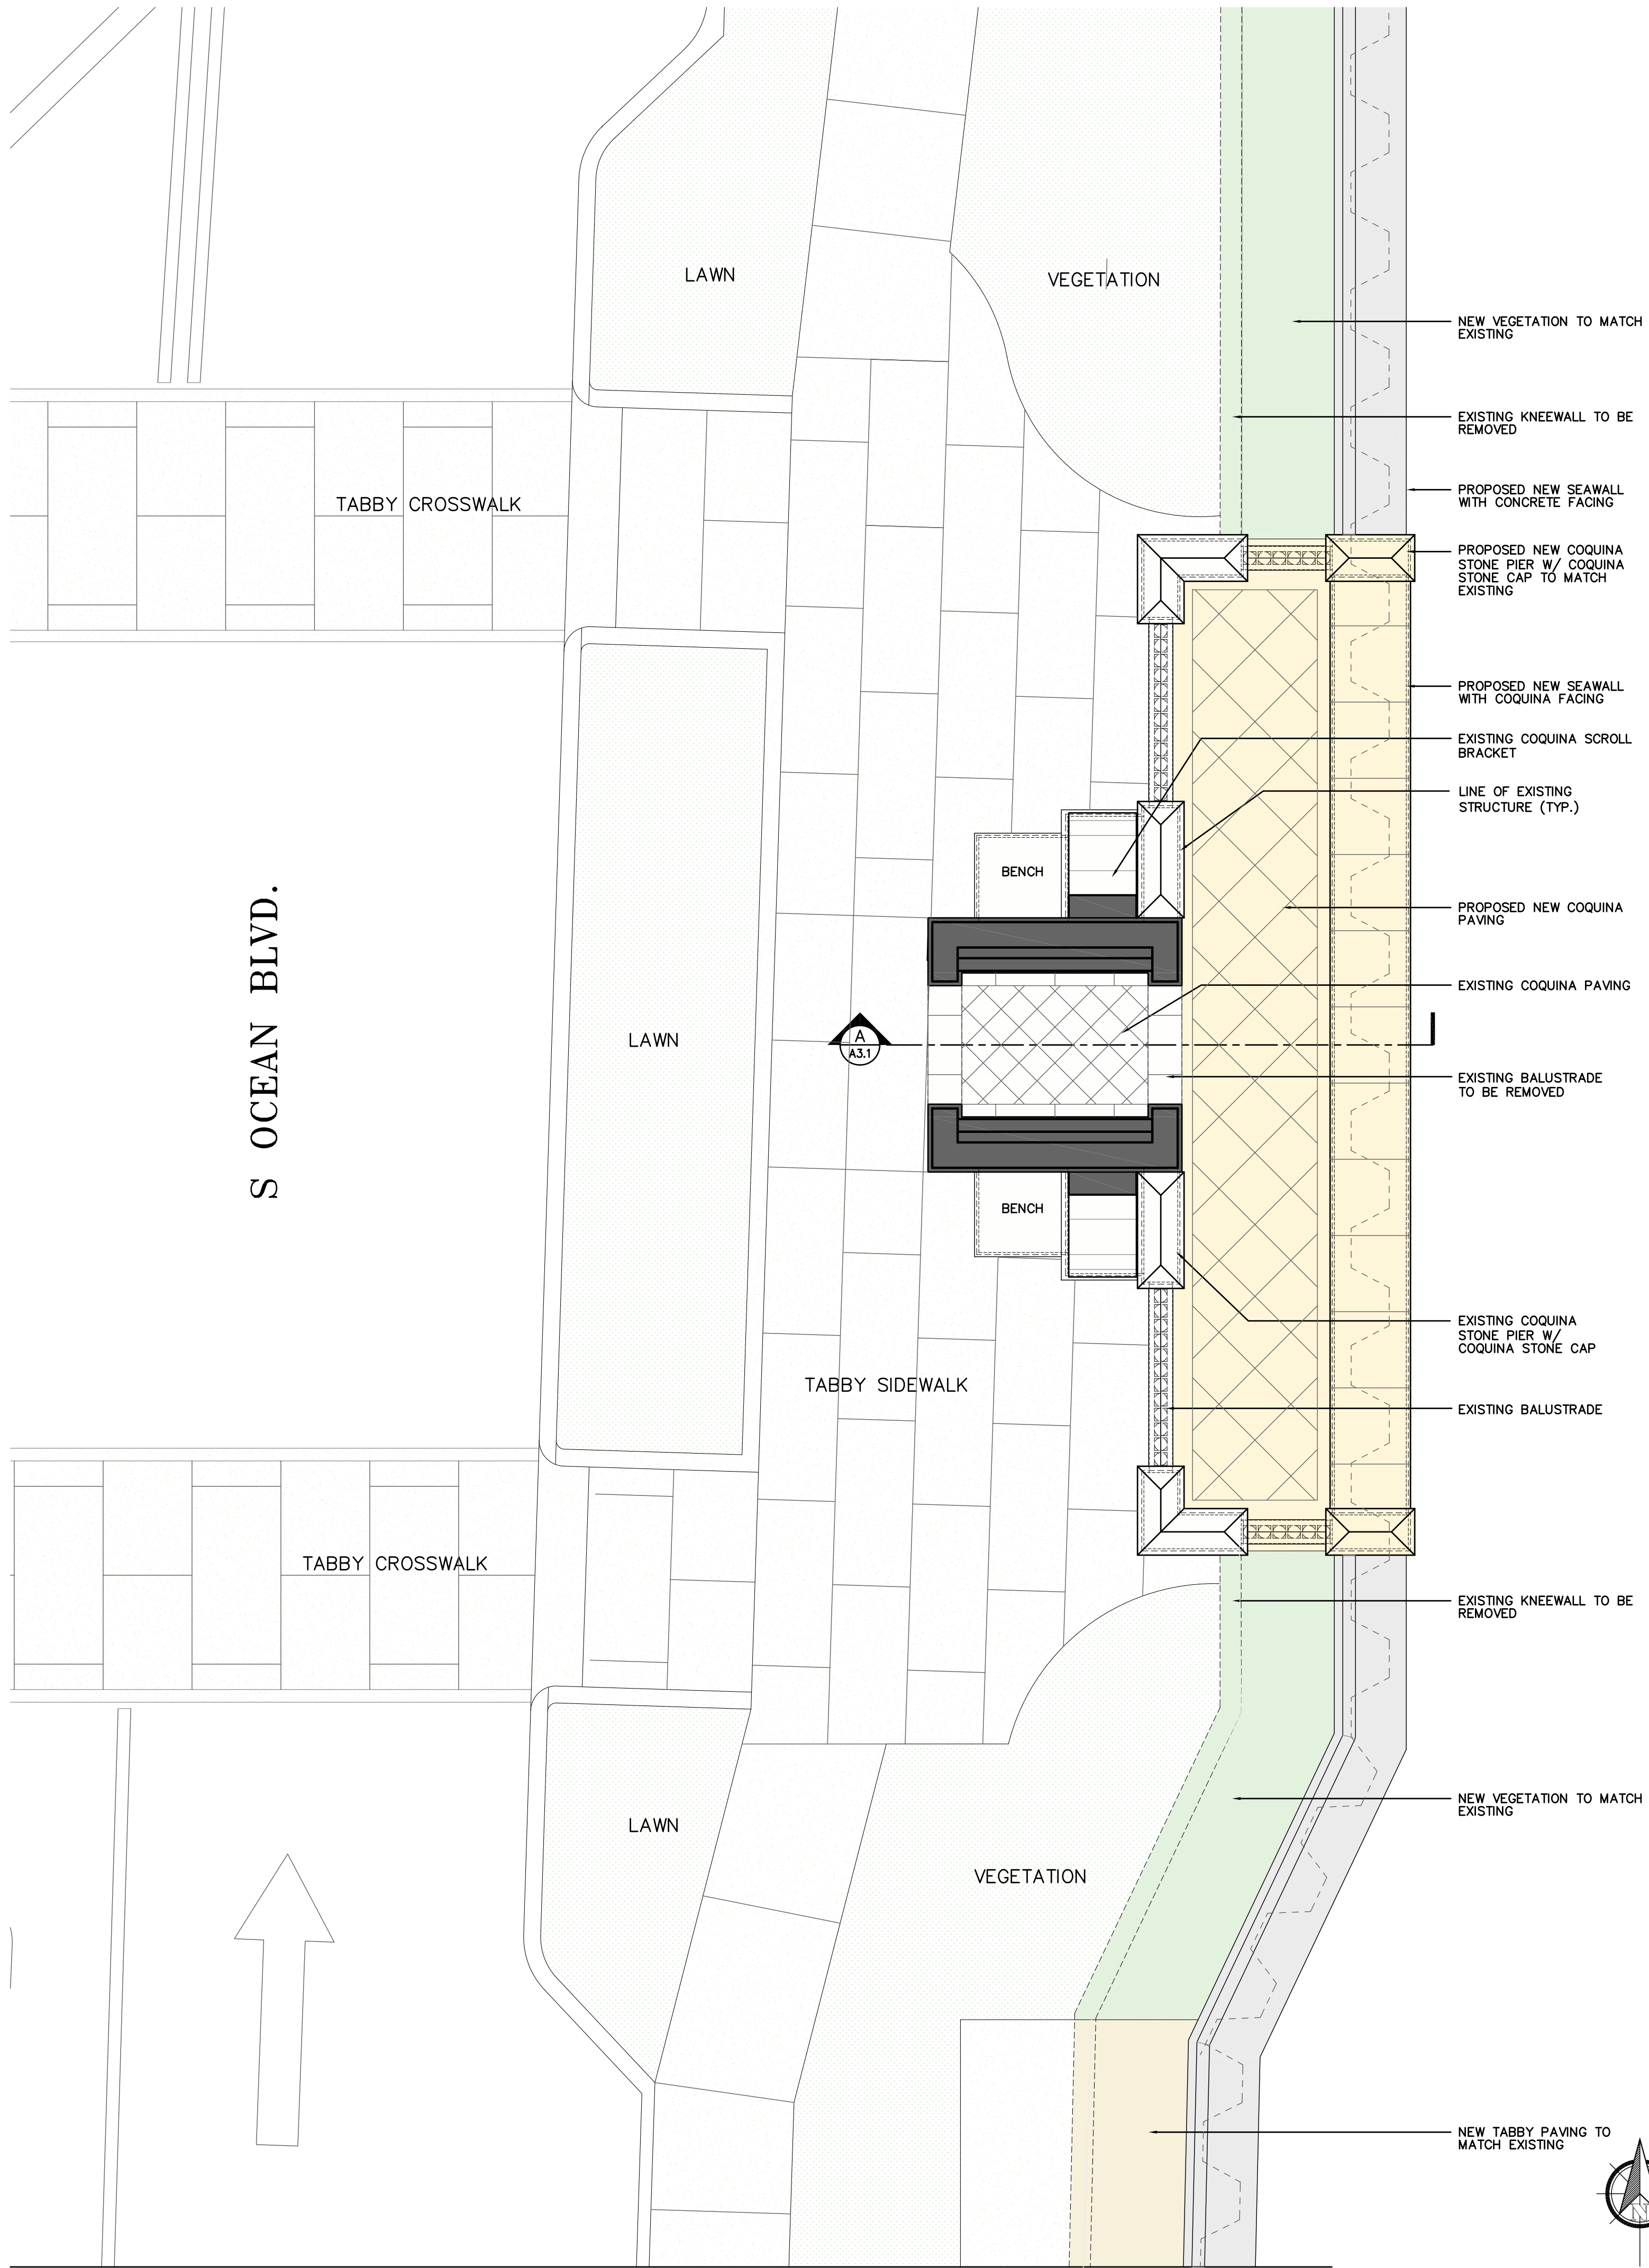 LAWN
VEGETATION
NEW VEGETATION TO MATCH
EXISTING
EXISTING KNEEWALL TO BE
REMOVED
TABBY CROSSWALK
PROPOSED NEW SEAWALL
WITH CONCRETE FACING
PROPOSED NEW COQUINA
STONE PIER W/ COQUINA
STONE CAP TO MATCH
EXISTING
PROPOSED NEW SEAWALL
WITH COQUINA FACING
EXISTING COQUINA SCROLL
BRACKET
LINE OF EXISTING
STRUCTURE (TYP.)
BENCH
PROPOSED NEW COQUINA
PAVING
EXISTING COQUINA PAVING
S OCEAN BLVD.
LAWN
A
A3.1
EXISTING BALUSTRADE
TO BE REMOVED
BENCH
EXISTING COQUINA
STONE PIER W/
COQUINA STONE CAP
TABBY SIDEWALK
EXISTING BALUSTRADE
TABBY CROSSWALK
EXISTING KNEEWALL TO BE
REMOVED
NEW VEGETATION TO MATCH
EXISTING
LAWN
VEGETATION
NEW TABBY PAVING TO
MATCH EXISTING
N